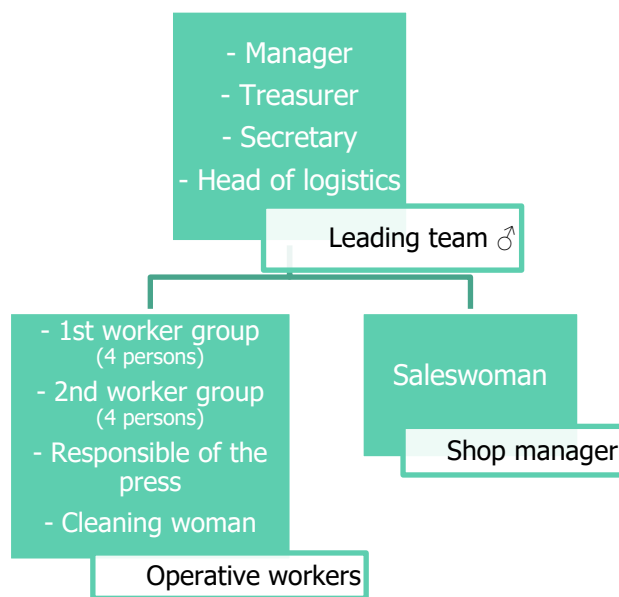 - Manager
- Treasurer
- Secretary
- Head of logistics
Leading team ♂
- 1st worker group
(4 persons)
- 2nd worker group
(4 persons)
- Responsible of the
press
- Cleaning woman
Operative workers
Saleswoman
Shop manager